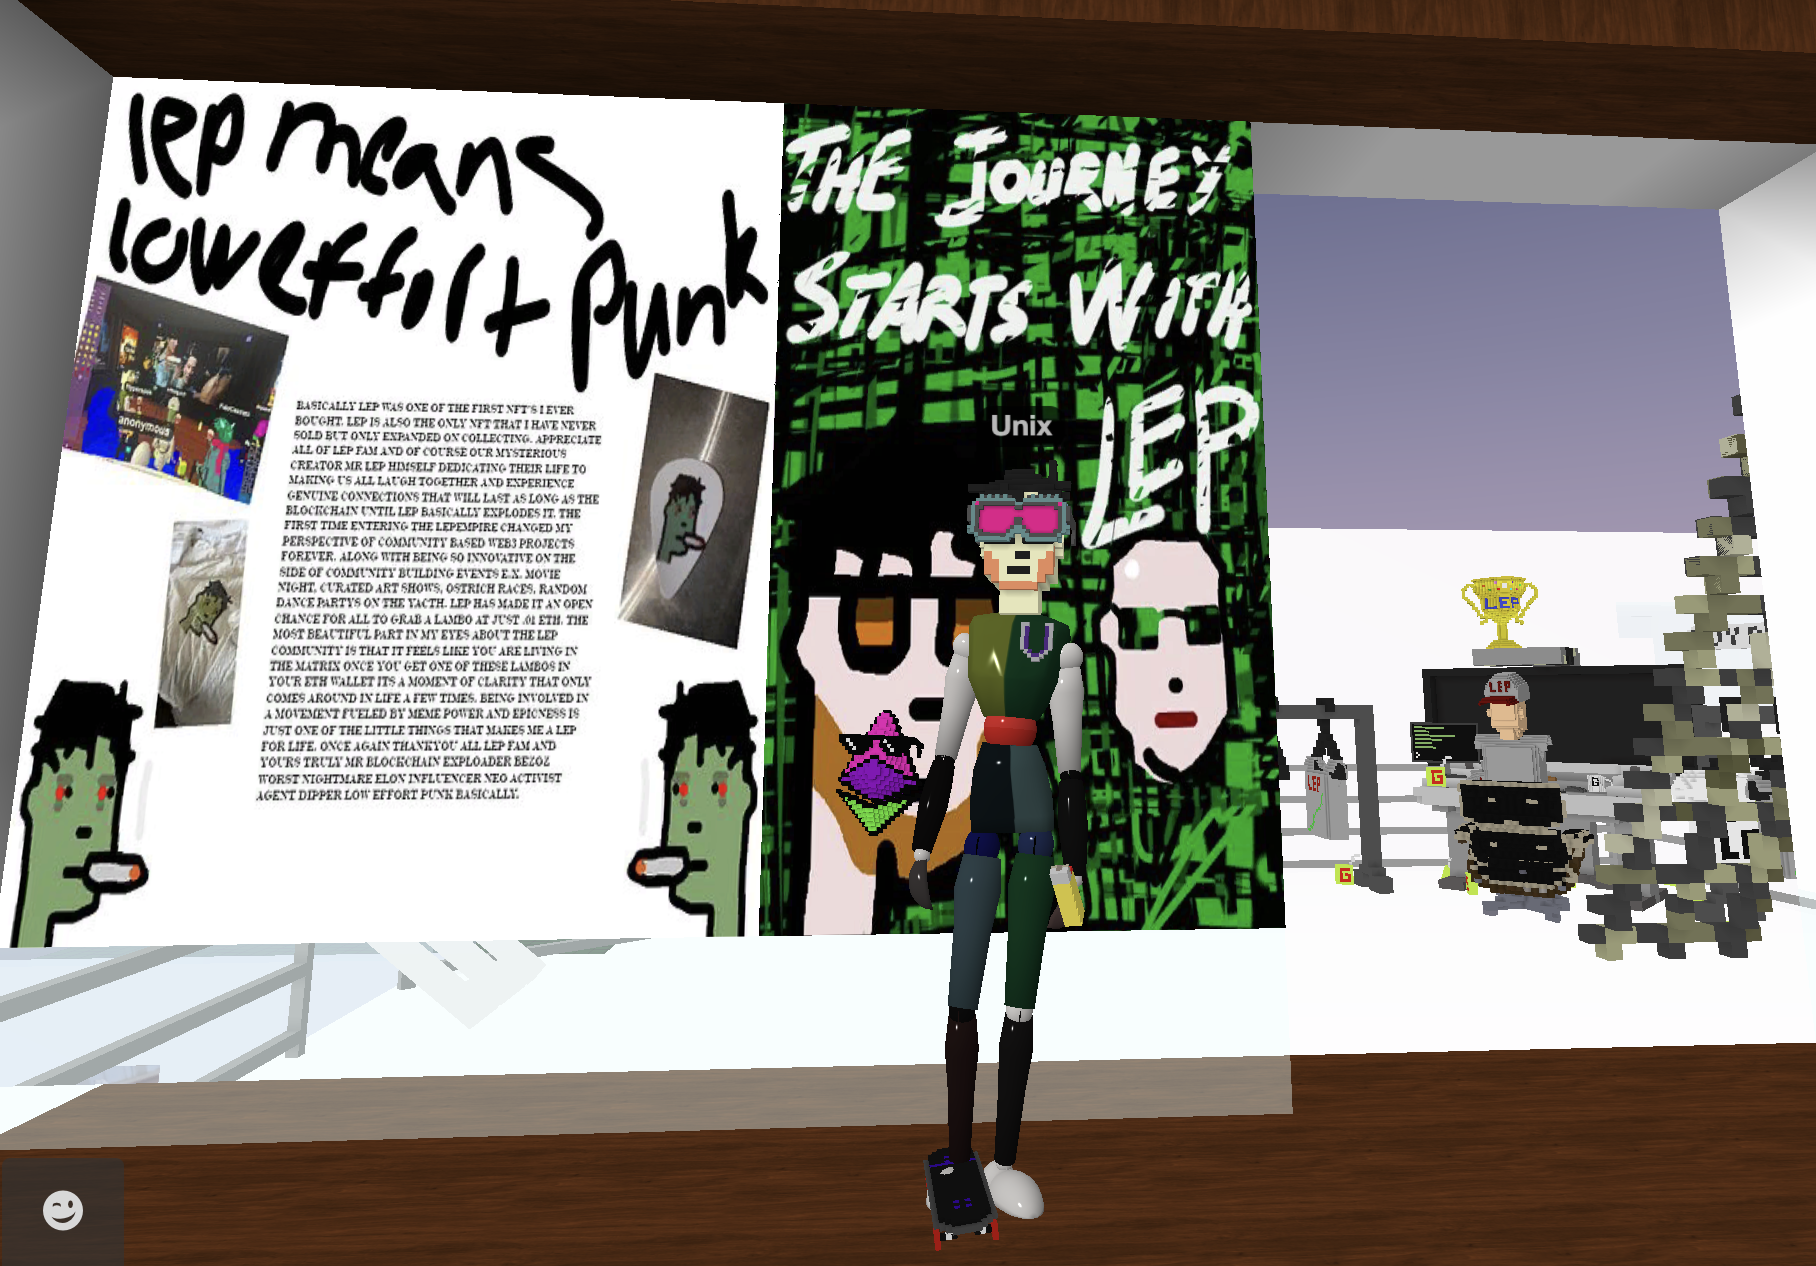 lep means
loweffort punk
BASICALLY LEP WAS ONE OF THE FIRST NFT'S I EVER
BOUGHT. LEP IS ALSO THE ONLY NFT THAT I HAVE NEVER
SOLD BUT ONLY EXPANDED ON COLLECTING. APPRECIATE
ALL OF LEP FAM AND OF COURSE OUR MYSTERIOUS
CREATOR MR LEP HIMSELF DEDICATING THEIR LIFE TO
MAKING US ALL LAUGH TOGETHER AND EXPERIENCE
GENUINE CONNECTIONS THAT WILL LAST AS LONG AS THE
BLOCKCHAIN UNTIL LEP BASICALLY EXPLODES IT. THE
FIRST TIME ENTERING THE LEPEMPIRE CHANGED MY
PERSPECTIVE OF COMMUNITY BASED WEB3 PROJECTS
FOREVER. ALONG WITH BEING SO INNOVATIVE ON THE
SIDE OF COMMUNITY BUILDING EVENTS E.X. MOVIE
NIGHT, CURATED ART SHOWS, OSTRICH RACES, RANDOM
DANCE PARTYS ON THE YACTH. LEP HAS MADE IT AN OPEN
CHANCE FOR ALL TO GRAB A LAMBO AT JUST .01 ETH. THE
MOST BEAUTIFUL PART IN MY EYES ABOUT THE LEP
COMMUNITY IS THAT IT FEELS LIKE YOU ARE LIVING IN
THE MATRIX ONCE YOU GET ONE OF THESE LAMBOS IN
YOUR ETH WALLET ITS A MOMENT OF CLARITY THAT ONLY
COMES AROUND IN LIFE A FEW TIMES. BEING INVOLVED IN
A MOVEMENT FUELED BY MEME POWER AND EPICNESS IS
JUST ONE OF THE LITTLE THINGS THAT MAKES ME A LEP
FOR LIFE. ONCE AGAIN THANKYOU ALL LEP FAM AND
YOURS TRULY MR BLOCKCHAIN EXPLOADER BEZOZ
WORST NIGHTMARE ELON INFLUENCER NEO ACTIVIST
AGENT DIPPER LOW EFFORT PUNK BASICALLY.
anonymous
THE JOURNEY
STARTS WITH
LEP
Unix
U
LEP
LEP
LEP
G
G